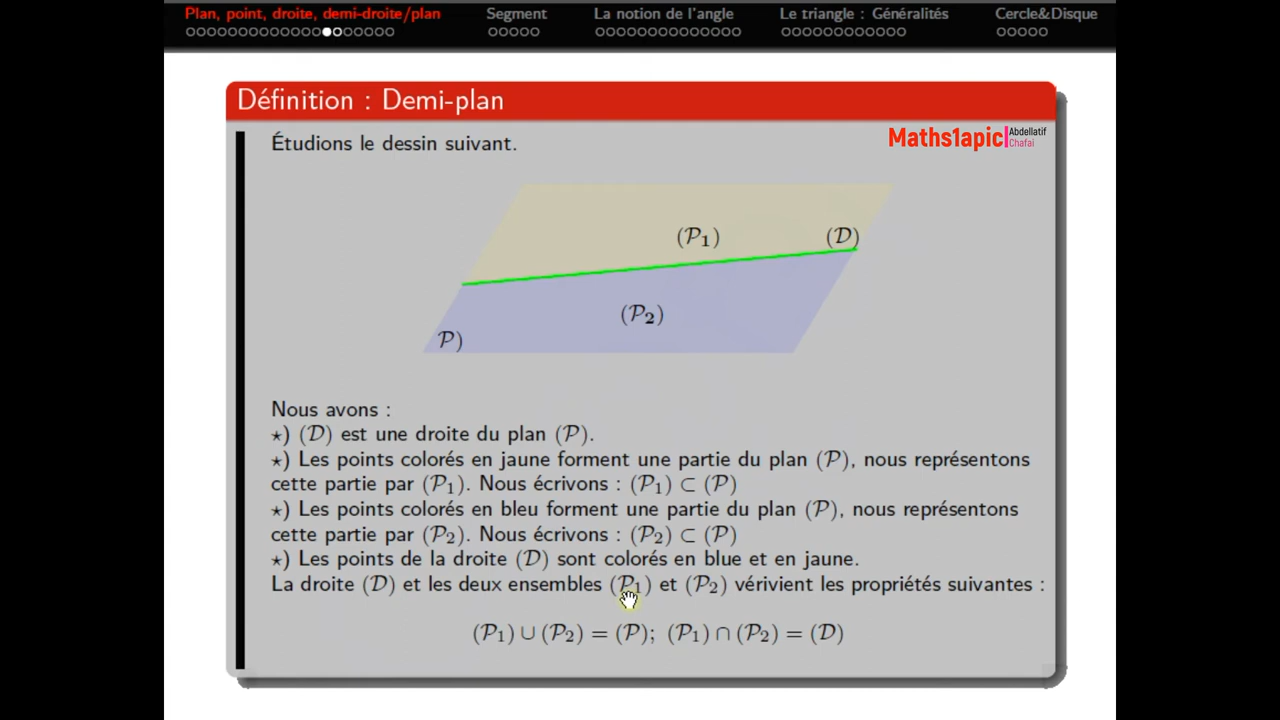 Plan, point, droite, demi-droite/plan Segment La notion de l'angle Le triangle : Généralités Cercle&Disque
Définition : Demi-plan
Étudions le dessin suivant.
Maths1apic Abdellatif
Chafai
(P₁) (D)
(P₂)
P)
Nous avons :
⋆) (D) est une droite du plan (P).
⋆) Les points colorés en jaune forment une partie du plan (P), nous représentons
cette partie par (P₁). Nous écrivons : (P₁) ⊂ (P)
⋆) Les points colorés en bleu forment une partie du plan (P), nous représentons
cette partie par (P₂). Nous écrivons : (P₂) ⊂ (P)
⋆) Les points de la droite (D) sont colorés en blue et en jaune.
La droite (D) et les deux ensembles (P₁) et (P₂) vérivient les propriétés suivantes :
(P₁) ∪ (P₂) = (P); (P₁) ∩ (P₂) = (D)